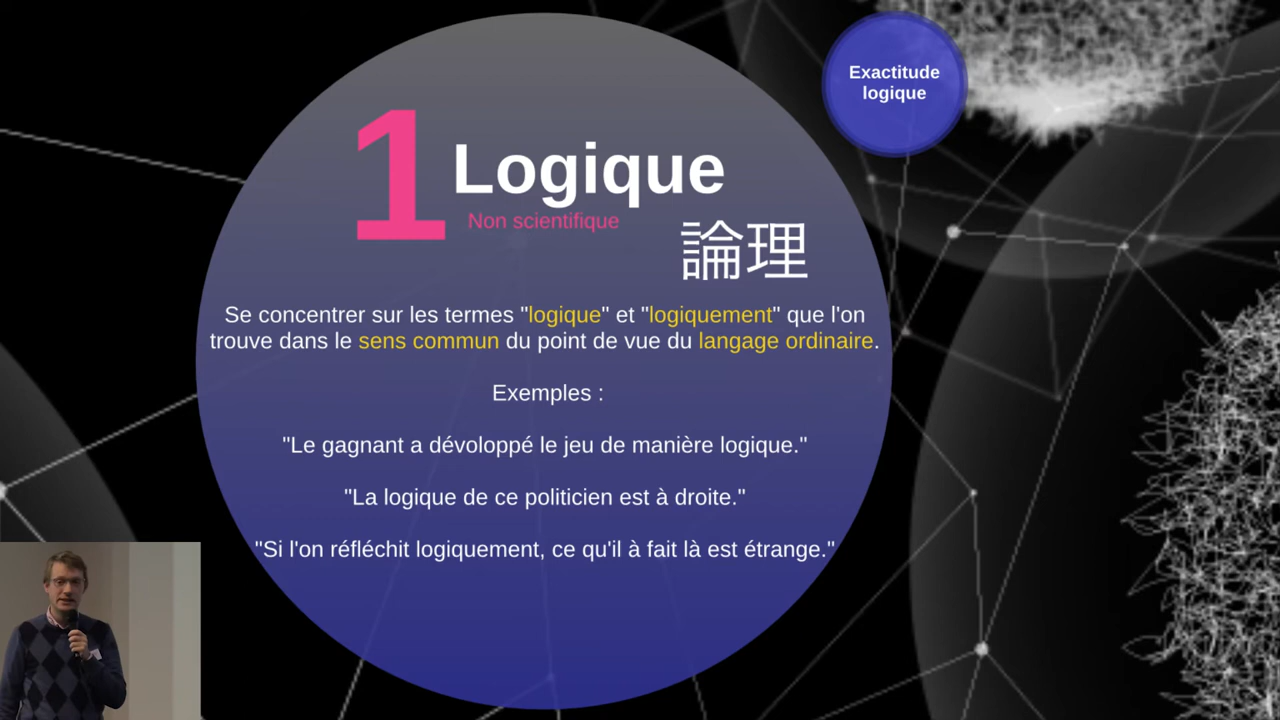 Exactitude
logique
1 Logique
Non scientifique
論理
Se concentrer sur les termes "logique" et "logiquement" que l'on
trouve dans le sens commun du point de vue du langage ordinaire.
Exemples :
"Le gagnant a dévoloppé le jeu de manière logique."
"La logique de ce politicien est à droite."
"Si l'on réfléchit logiquement, ce qu'il à fait là est étrange."